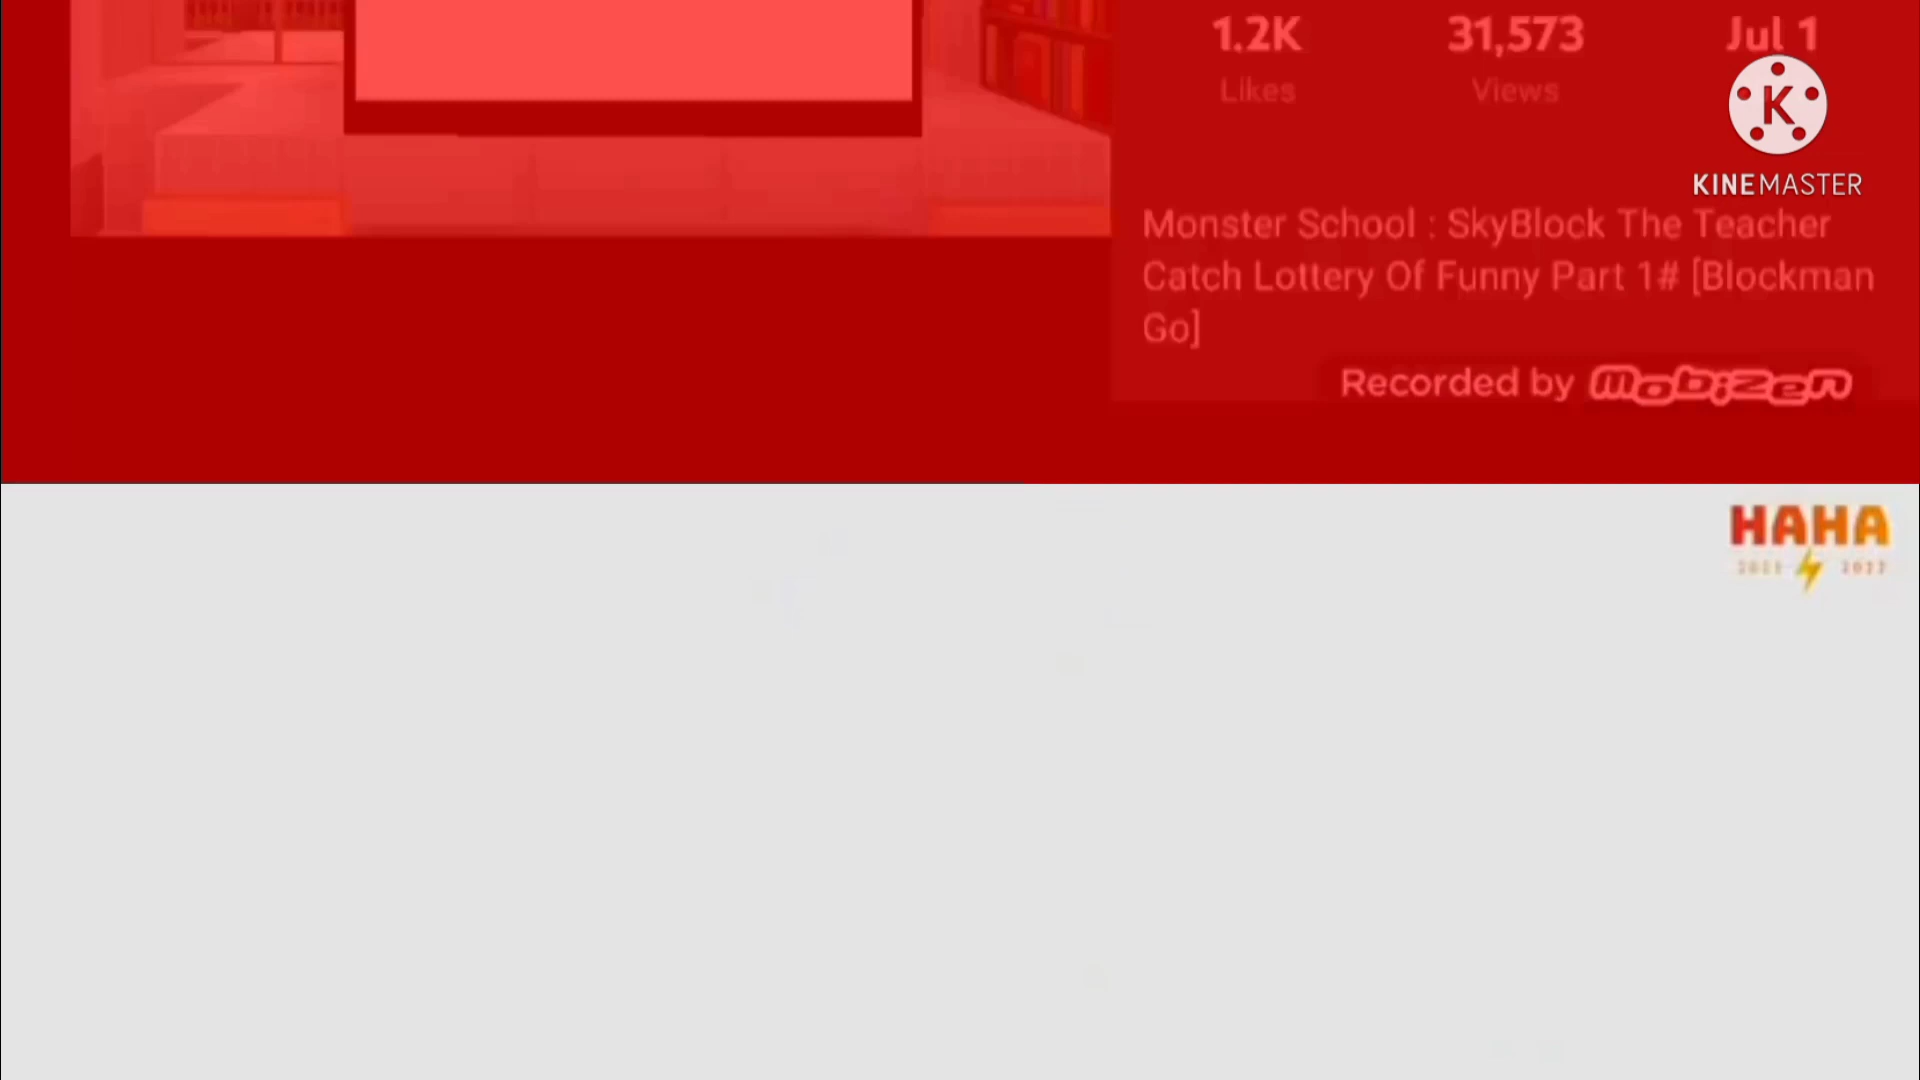 1.2K 31,573 Jul 1
Likes Views
K
KINEMASTER
Monster School : SkyBlock The Teacher
Catch Lottery Of Funny Part 1# [Blockman
Go]
Recorded by mobizen
HAHA
2022